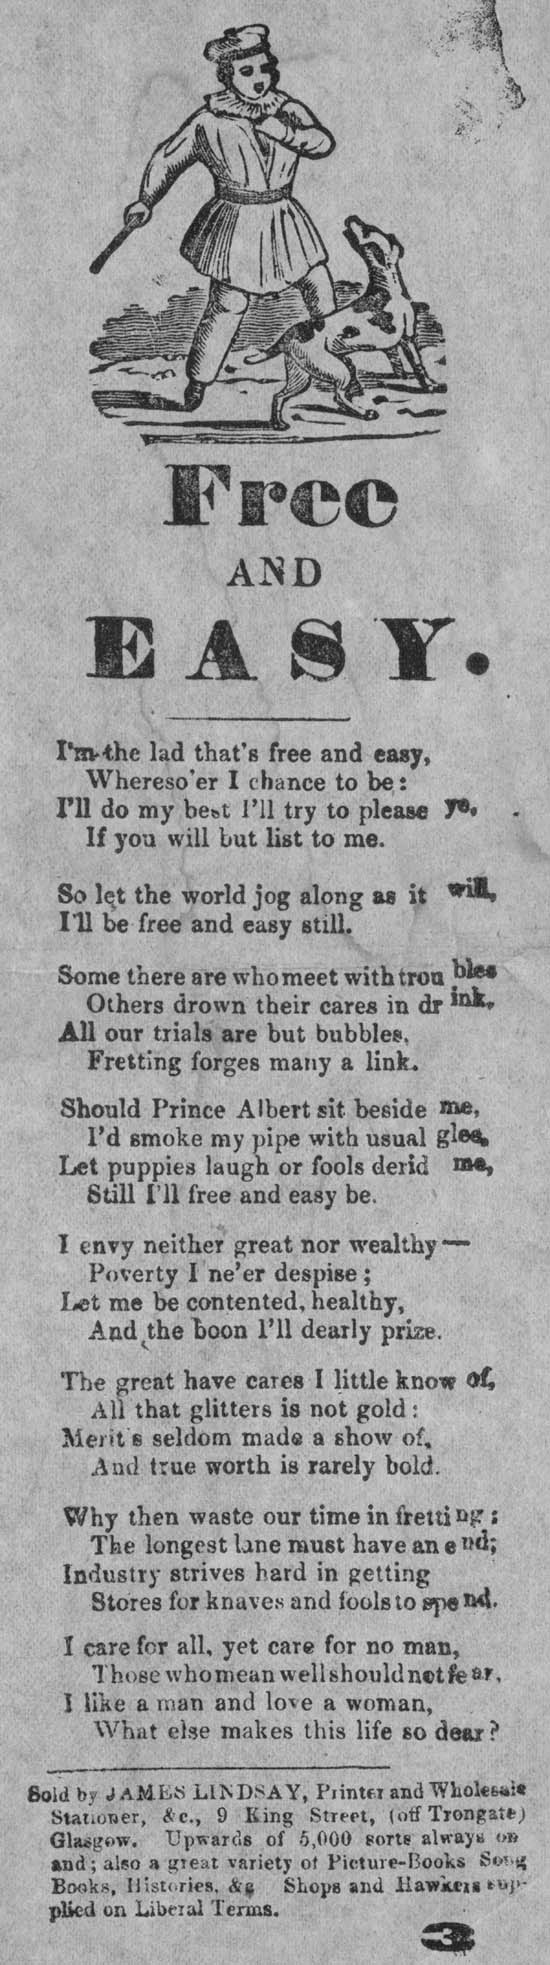 Free
AND
EASY.
I'm the lad that's free and easy,
Whereso'er I chance to be:
I'll do my best I'll try to please ye,
If you will but list to me.
So let the world jog along as it will,
I'll be free and easy still.
Some there are who meet with trou bles
Others drown their cares in dr ink,
All our trials are but bubbles,
Fretting forges many a link.
Should Prince Albert sit beside me,
I'd smoke my pipe with usual glee,
Let puppies laugh or fools derid me,
Still I'll free and easy be.
I envy neither great nor wealthy—
Poverty I ne'er despise;
Let me be contented, healthy,
And the boon I'll dearly prize.
The great have cares I little know of,
All that glitters is not gold:
Merit's seldom made a show of,
And true worth is rarely bold.
Why then waste our time in fretting;
The longest lane must have an end;
Industry strives hard in getting
Stores for knaves and fools to spend.
I care for all, yet care for no man,
Those who mean well should not fear,
I like a man and love a woman,
What else makes this life so dear?
Sold by JAMES LINDSAY, Printer and Wholesale
Stationer, &c., 9 King Street, (off Trongate)
Glasgow. Upwards of 5,000 sorts always on
and; also a great variety of Picture-Books Song
Books, Histories, &c Shops and Hawkers sup-
plied on Liberal Terms.
3